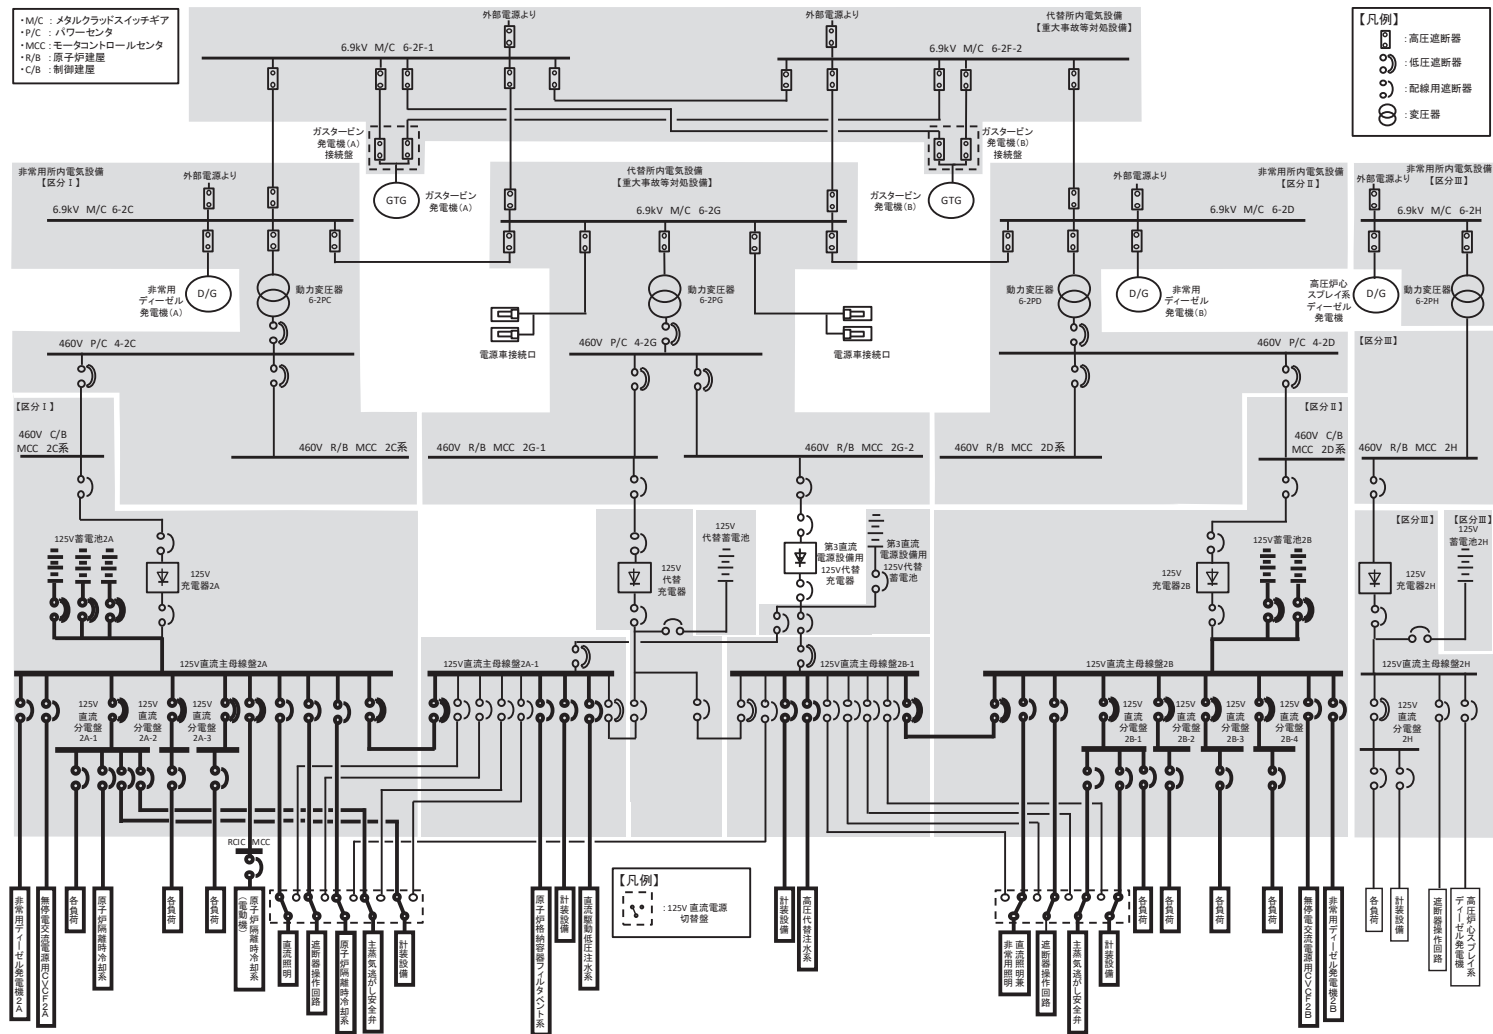 ・M/C ：メタルクラッドスイッチギア
・P/C ：パワーセンタ
・MCC：モータコントロールセンタ
・R/B ：原子炉建屋
・C/B ：制御建屋
外部電源より
外部電源より
代替所内電気設備
【重大事故等対処設備】
【凡例】
：高圧遮断器
：低圧遮断器
：配線用遮断器
：変圧器
6.9kV M/C 6-2F-1
6.9kV M/C 6-2F-2
ガスタービン
発電機(A)
接続盤
ガスタービン
発電機(B)
接続盤
GTG
ガスタービン
発電機(A)
ガスタービン
発電機(B)
GTG
非常用所内電気設備
【区分Ⅰ】
外部電源より
6.9kV M/C 6-2C
代替所内電気設備
【重大事故等対処設備】
6.9kV M/C 6-2G
外部電源より
非常用所内電気設備
【区分Ⅱ】
6.9kV M/C 6-2D
非常用所内電気設備
【区分Ⅲ】
外部電源より
6.9kV M/C 6-2H
非常用
ディーゼル
発電機(A)
D/G
動力変圧器
6-2PC
動力変圧器
6-2PG
動力変圧器
6-2PD
D/G
非常用
ディーゼル
発電機(B)
高圧炉心
スプレイ系
ディーゼル
発電機
D/G
動力変圧器
6-2PH
電源車接続口
電源車接続口
460V P/C 4-2C
460V P/C 4-2G
460V P/C 4-2D
【区分Ⅲ】
【区分Ⅰ】
460V C/B
MCC 2C系
460V R/B MCC 2C系
460V R/B MCC 2G-1
460V R/B MCC 2G-2
460V R/B MCC 2D系
【区分Ⅱ】
460V C/B
MCC 2D系
460V R/B MCC 2H
125V蓄電池2A
125V
充電器2A
125V
代替
充電器
125V
代替蓄電池
第3直流
電源設備用
125V代替
充電器
第3直流
電源設備用
125V代替
蓄電池
125V
充電器2B
125V蓄電池2B
【区分Ⅲ】
125V
充電器2H
【区分Ⅲ】
125V
蓄電池2H
125V直流主母線盤2A
125V直流主母線盤2A-1
125V直流主母線盤2B-1
125V直流主母線盤2B
125V直流主母線盤2H
125V
直流
分電盤
2A-1
125V
直流
分電盤
2A-2
125V
直流
分電盤
2A-3
125V
直流
分電盤
2B-1
125V
直流
分電盤
2B-2
125V
直流
分電盤
2B-3
125V
直流
分電盤
2B-4
125V
直流
分電盤
2H
RCIC MCC
【凡例】
：125V 直流電源
切替盤
非常用ディーゼル発電機2A
無停電交流電源用CVCF2A
各負荷
原子炉隔離時冷却系
各負荷
各負荷
原子炉隔離時冷却系
(電動機)
直流照明
遮断器操作回路
原子炉隔離時冷却系
主蒸気逃がし安全弁
計装設備
原子炉格納容器フィルタベント系
計装設備
直流駆動低圧注水系
計装設備
高圧代替注水系
直流照明兼
非常用照明
遮断器操作回路
主蒸気逃がし安全弁
計装設備
各負荷
各負荷
各負荷
各負荷
無停電交流電源用CVCF2B
非常用ディーゼル発電機2B
各負荷
計装設備
遮断器操作回路
高圧炉心スプレイ系
ディーゼル発電機